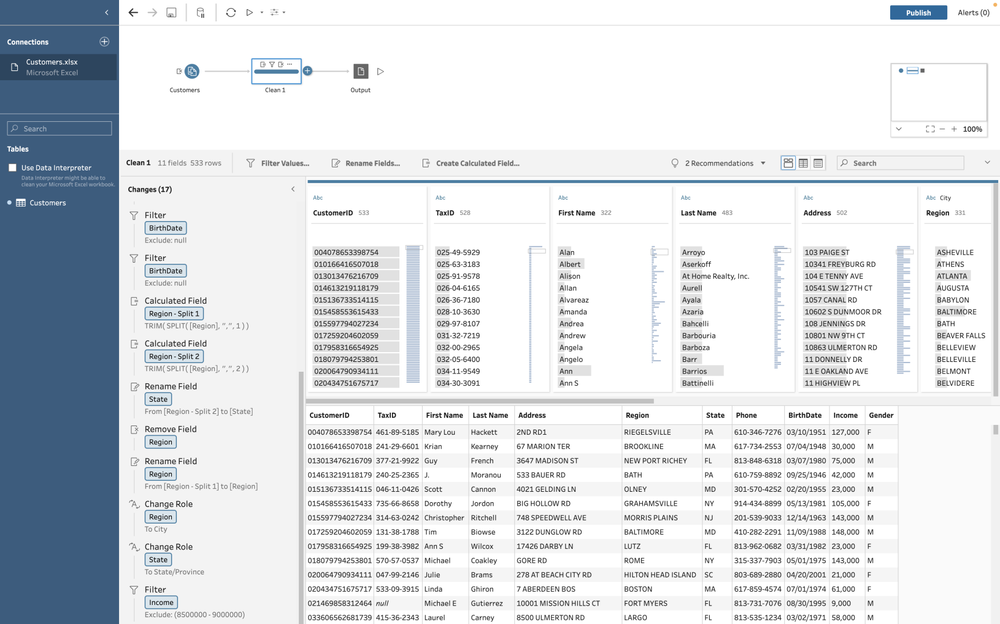 Publish
Alerts (0)
Connections
Customers.xlsx
Microsoft Excel
Customers
Clean 1
Output
100%
Search
Tables
Use Data Interpreter
Data Interpreter might be able to
clean your Microsoft Excel workbook.
Customers
Clean 1 11 fields 533 rows
Filter Values...
Rename Fields...
Create Calculated Field...
2 Recommendations
Search
Changes (17)
Filter
BirthDate
Exclude: null
Filter
BirthDate
Exclude: null
Calculated Field
Region - Split 1
TRIM( SPLIT( [Region], ",", 1 ) )
Calculated Field
Region - Split 2
TRIM( SPLIT( [Region], ",", 2 ) )
Rename Field
State
From [Region - Split 2] to [State]
Remove Field
Region
Rename Field
Region
From [Region - Split 1] to [Region]
Change Role
Region
To City
Change Role
State
To State/Province
Filter
Income
Exclude: (8500000 - 9000000)
Abc
CustomerID 533
004078653398754
010166416507018
013013476216709
014613219118179
015136733514115
015458553615433
015597794027234
017259204602059
017958316654925
018079794253801
020064790934111
020434751675717
Abc
TaxID 528
025-49-5929
025-63-3183
025-91-9578
026-04-6165
026-36-7180
028-10-3630
029-97-8107
031-32-7219
032-00-2965
032-05-6400
034-11-9549
034-30-3091
Abc
First Name 322
Alan
Albert
Alison
Allan
Alvareaz
Amanda
Andrea
Andrew
Angela
Angelo
Ann
Ann S
Abc
Last Name 483
Arroyo
Aserkoff
At Home Realty, Inc.
Aurell
Ayala
Azaria
Bahcelli
Barbouria
Barboza
Barr
Barrios
Battinelli
Abc
Address 502
103 PAIGE ST
10341 FREYBURG RD
104 E TENNY AVE
10541 SW 127TH CT
1057 CANAL RD
10602 S DUNMOOR DR
108 JENNINGS DR
10801 NW 9TH CT
10863 ULMERTON RD
11 DONNELLY DR
11 E OAKLAND AVE
11 HIGHVIEW PL
Abc City
Region 331
ASHEVILLE
ATHENS
ATLANTA
AUGUSTA
BABYLON
BALTIMORE
BATH
BEAVER FALLS
BELLEVIEW
BELLEVILLE
BELMONT
BELVIDERE
CustomerID TaxID First Name Last Name Address Region State Phone BirthDate Income Gender
004078653398754 461-89-5185 Mary Lou Hackett 2ND RD1 RIEGELSVILLE PA 610-346-7276 03/10/1951 127,000 F
010166416507018 241-29-6601 Krian Kearney 67 MARION TER BROOKLINE MA 617-734-2553 07/04/1948 30,000 M
013013476216709 377-21-9922 Guy French 3647 MADISON ST NEW PORT RICHEY FL 813-848-6318 03/07/1980 75,000 M
014613219118179 240-25-2365 J. Moranou 533 BAUER RD BATH PA 610-759-8892 09/25/1946 42,000 M
015136733514115 046-11-0426 Scott Cannon 4021 GELDING LN OLNEY MD 301-570-4252 02/20/1955 23,000 M
015458553615433 735-66-8658 Dorothy Jordon BIG HOLLOW RD GRAHAMSVILLE NY 914-434-8899 05/13/1981 105,000 F
015597794027234 314-63-0242 Christopher Ritchell 748 SPEEDWELL AVE MORRIS PLAINS NJ 201-539-9033 12/14/1963 143,000 M
017259204602059 131-38-1788 Tim Biowse 3122 DUNGLOW RD BALTIMORE MD 410-282-2291 11/09/1988 148,000 M
017958316654925 199-38-3982 Ann S Wilcox 17426 DARBY LN LUTZ FL 813-962-0682 03/31/1982 23,000 F
018079794253801 570-57-0537 Michael Coakley GORE RD ROME NY 315-337-7903 05/01/1975 143,000 M
020064790934111 047-99-2146 Julie Brams 278 AT BEACH CITY RD HILTON HEAD ISLAND SC 803-689-2880 04/20/2001 21,000 F
020434751675717 533-09-3915 Linda Ghiron 7 ABERDEEN BOS BOSTON MA 617-859-4574 07/01/1974 61,000 F
021469858312464 null Michael E Gutierrez 10001 MISSION HILLS CT FORT MYERS FL 813-731-7076 08/30/1995 9,000 M
033606562681739 415-36-2343 Laurel Carney 8500 ULMERTON RD LARGO FL 813-535-1234 03/02/1971 58,000 M